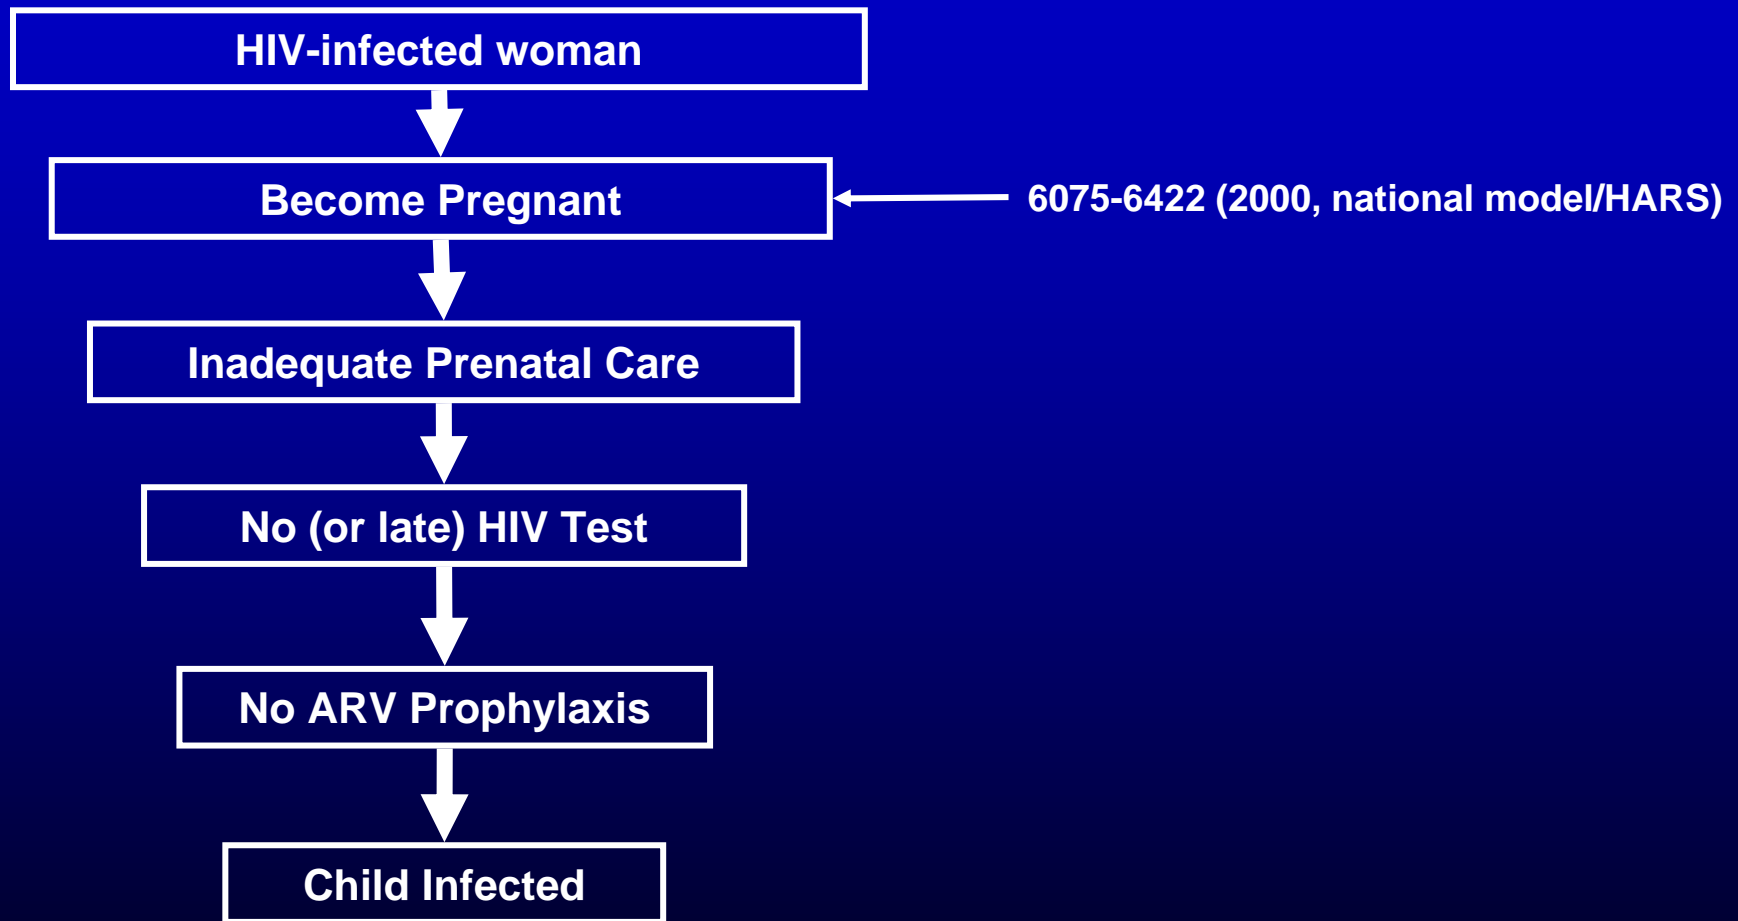 HIV-infected woman
Become Pregnant
6075-6422 (2000, national model/HARS)
Inadequate Prenatal Care
No (or late) HIV Test
No ARV Prophylaxis
Child Infected